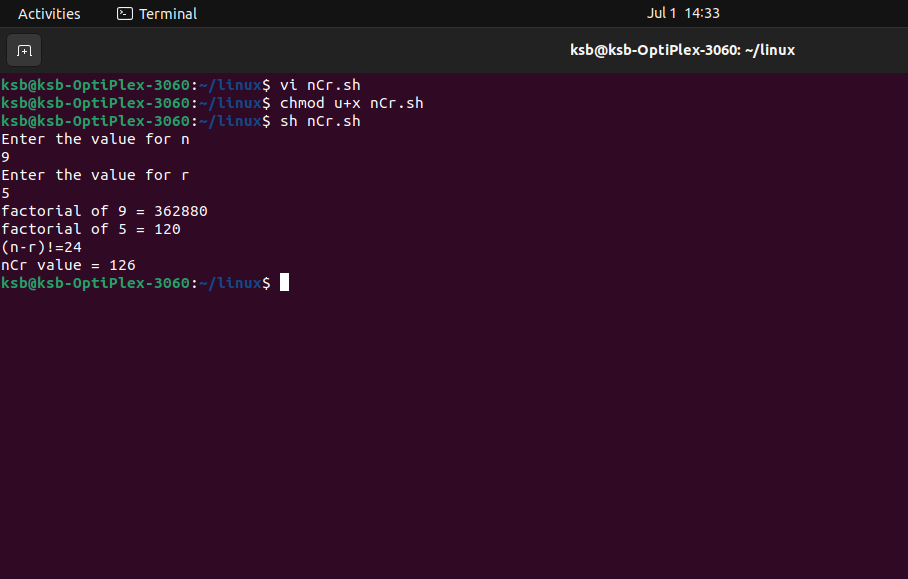 Activities Terminal Jul 1 14:33
ksb@ksb-OptiPlex-3060: ~/linux
ksb@ksb-OptiPlex-3060:~/linux$ vi nCr.sh
ksb@ksb-OptiPlex-3060:~/linux$ chmod u+x nCr.sh
ksb@ksb-OptiPlex-3060:~/linux$ sh nCr.sh
Enter the value for n
9
Enter the value for r
5
factorial of 9 = 362880
factorial of 5 = 120
(n-r)!=24
nCr value = 126
ksb@ksb-OptiPlex-3060:~/linux$